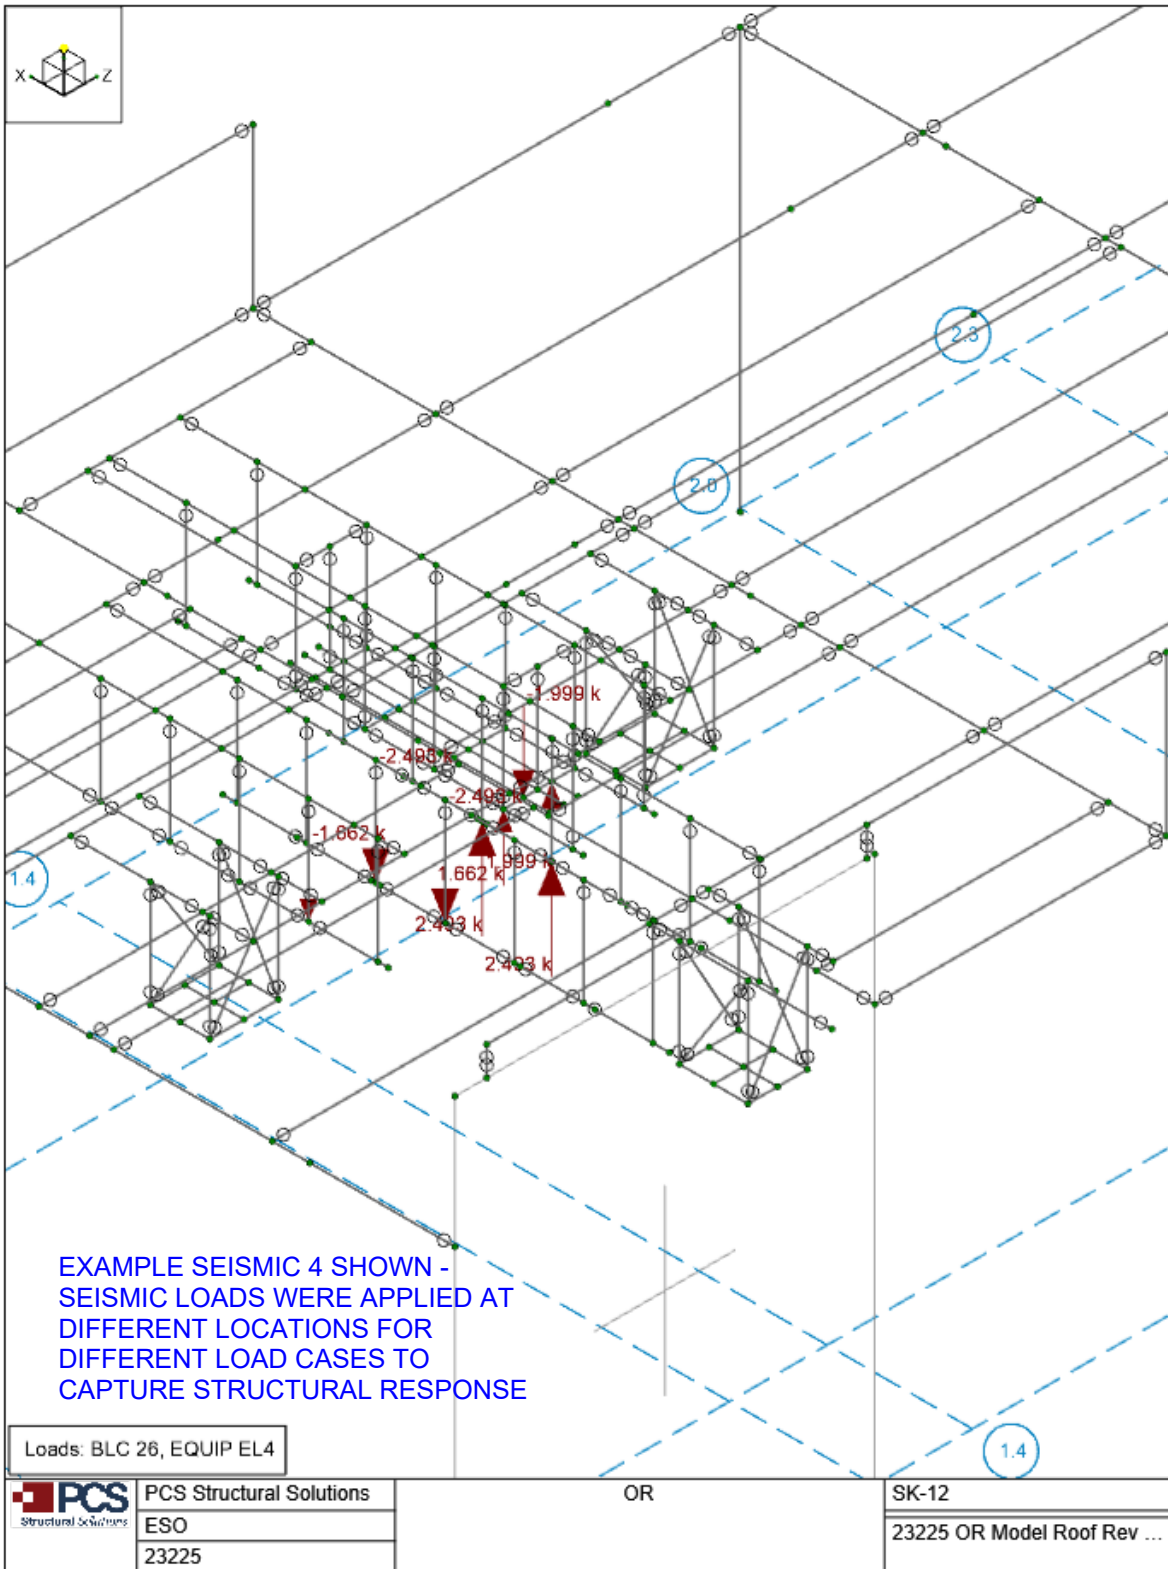 X
Z
2.3
2.0
-1.999 k
-2.493 k
-2.493 k
-1.662 k
1.999 k
1.662 k
1.4
2.493 k
2.493 k
EXAMPLE SEISMIC 4 SHOWN -
SEISMIC LOADS WERE APPLIED AT
DIFFERENT LOCATIONS FOR
DIFFERENT LOAD CASES TO
CAPTURE STRUCTURAL RESPONSE
Loads: BLC 26, EQUIP EL4
1.4
PCS
Structural Solutions
PCS Structural Solutions
ESO
23225
OR
SK-12
23225 OR Model Roof Rev ...